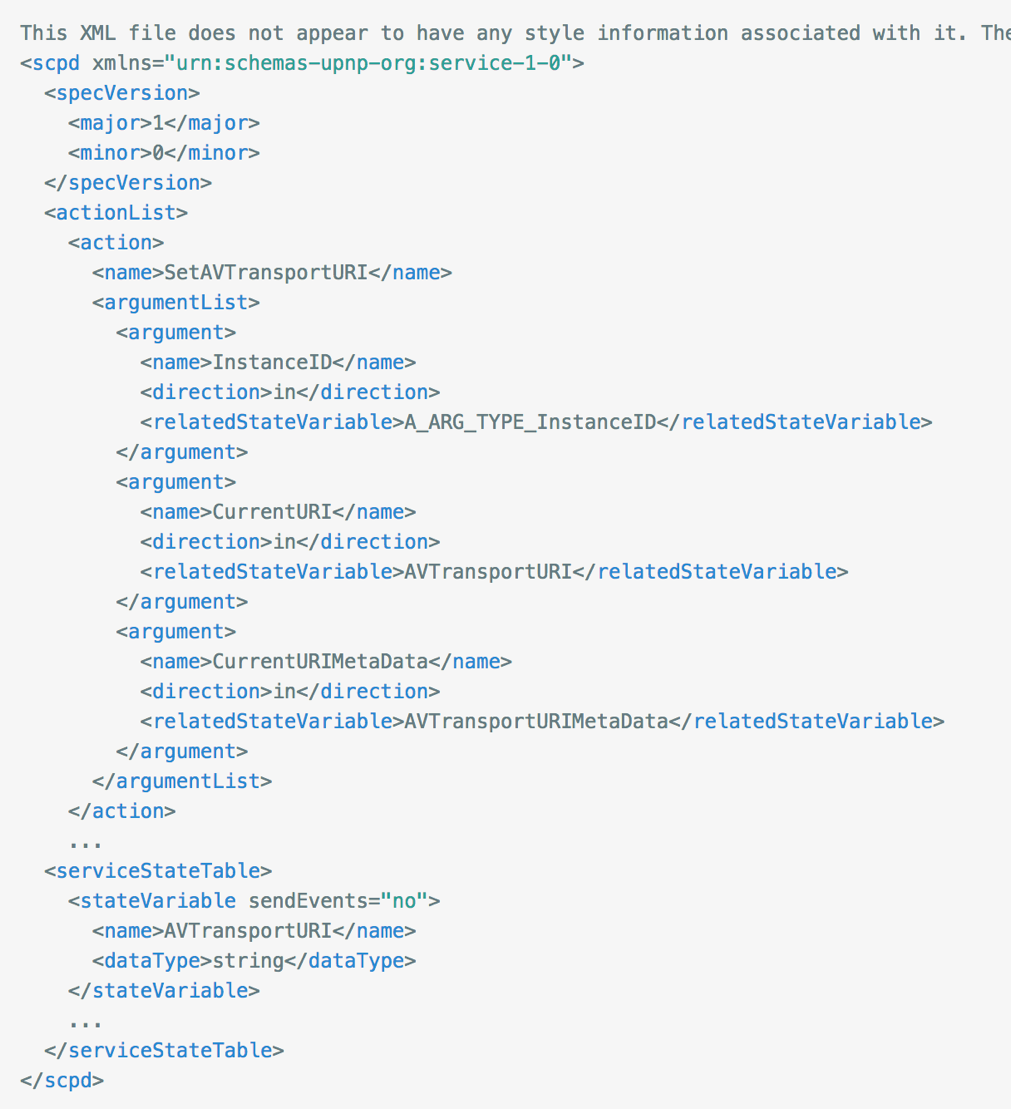 This XML file does not appear to have any style information associated with it. The
<scpd xmlns="urn:schemas-upnp-org:service-1-0">
  <specVersion>
    <major>1</major>
    <minor>0</minor>
  </specVersion>
  <actionList>
    <action>
      <name>SetAVTransportURI</name>
      <argumentList>
        <argument>
          <name>InstanceID</name>
          <direction>in</direction>
          <relatedStateVariable>A_ARG_TYPE_InstanceID</relatedStateVariable>
        </argument>
        <argument>
          <name>CurrentURI</name>
          <direction>in</direction>
          <relatedStateVariable>AVTransportURI</relatedStateVariable>
        </argument>
        <argument>
          <name>CurrentURIMetaData</name>
          <direction>in</direction>
          <relatedStateVariable>AVTransportURIMetaData</relatedStateVariable>
        </argument>
      </argumentList>
    </action>
    ...
  <serviceStateTable>
    <stateVariable sendEvents="no">
      <name>AVTransportURI</name>
      <dataType>string</dataType>
    </stateVariable>
    ...
  </serviceStateTable>
</scpd>